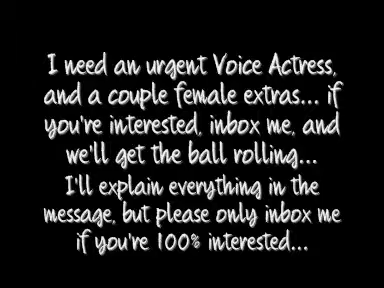 I need an urgent Voice Actress,
and a couple female extras... if
you're interested, inbox me, and
we'll get the ball rolling...
I'll explain everything in the
message, but please only inbox me
if you're 100% interested...